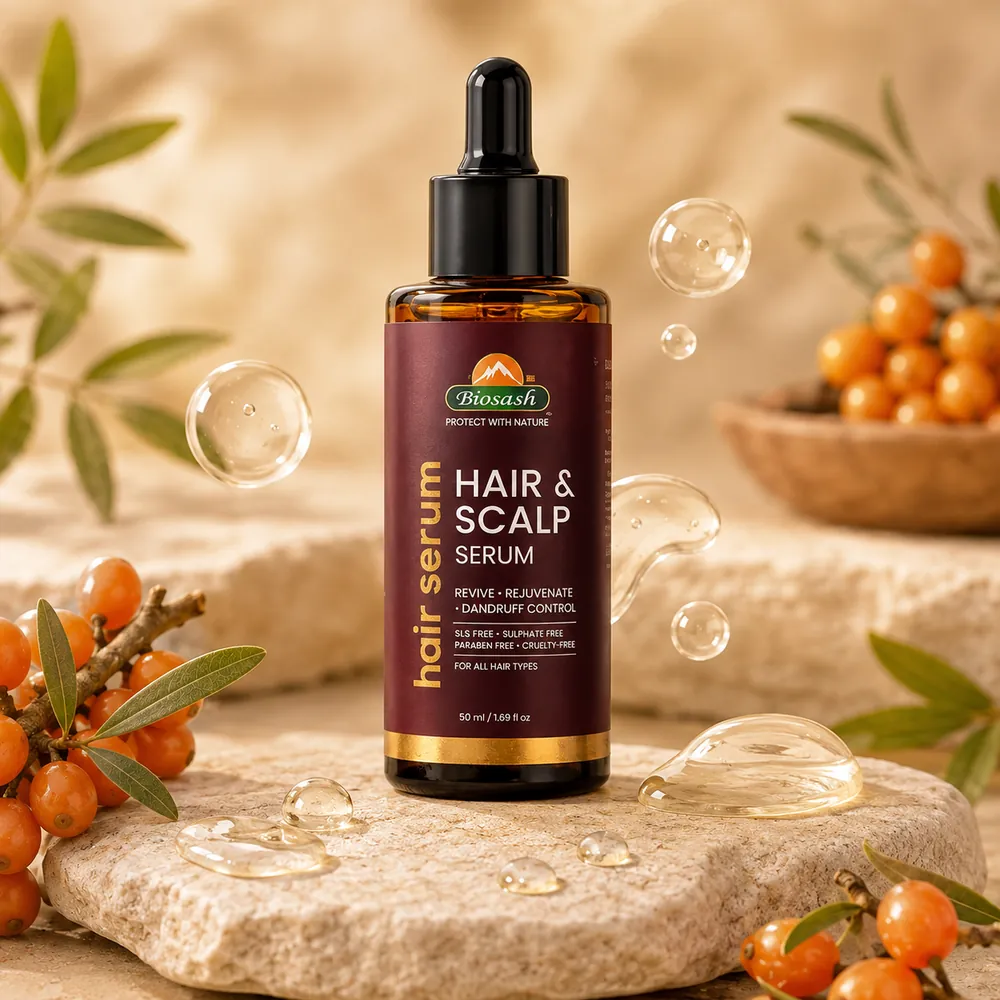 Biosash
PROTECT WITH NATURE
hair serum
HAIR &
SCALP
SERUM
REVIVE • REJUVENATE
• DANDRUFF CONTROL
SLS FREE • SULPHATE FREE
PARABEN FREE • CRUELTY-FREE
FOR ALL HAIR TYPES
50 ml / 1.69 fl oz